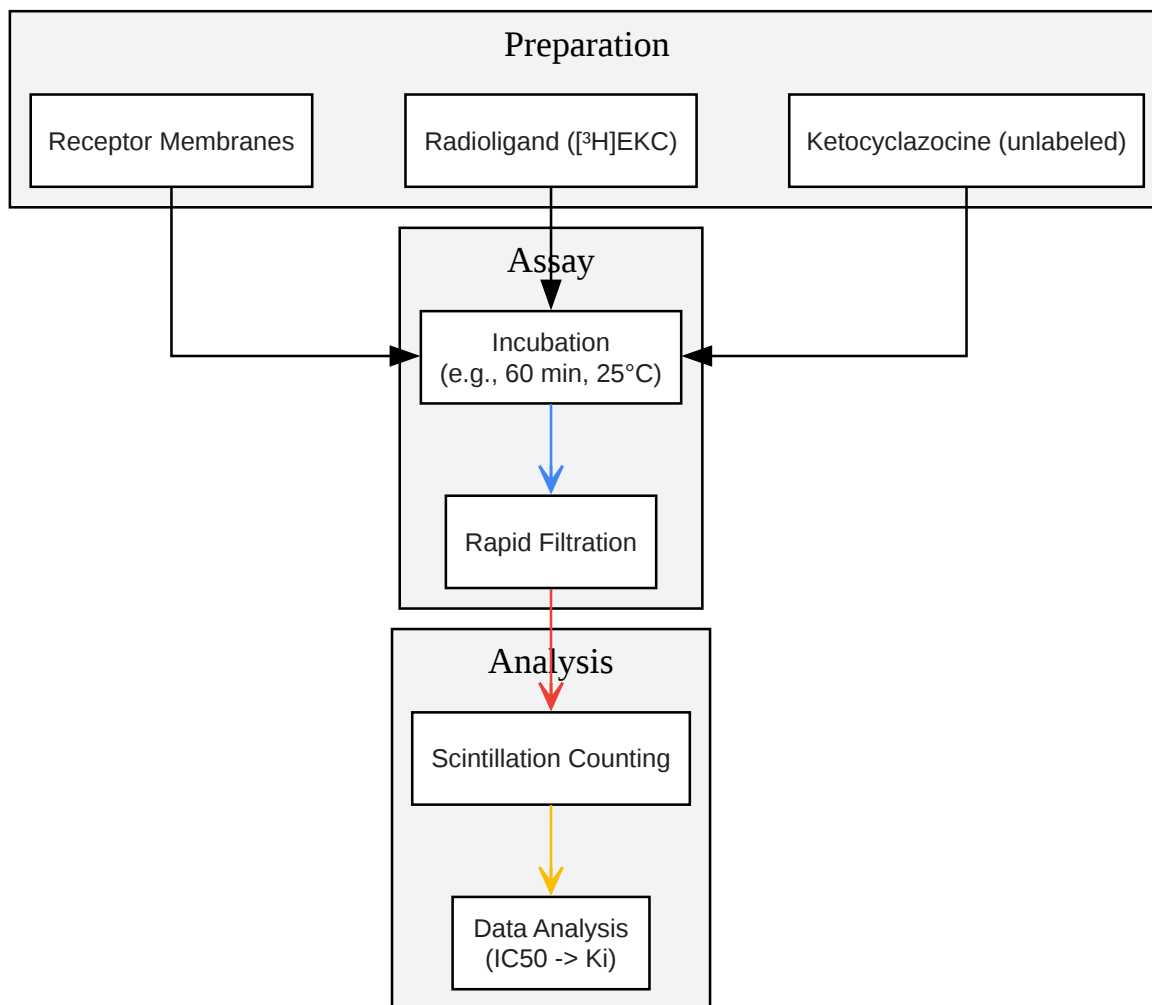 Preparation
Receptor Membranes
Radioligand ([³H]EKC)
Ketocyclazocine (unlabeled)
Assay
Incubation
(e.g., 60 min, 25°C)
Rapid Filtration
Analysis
Scintillation Counting
Data Analysis
(IC50 -> Ki)